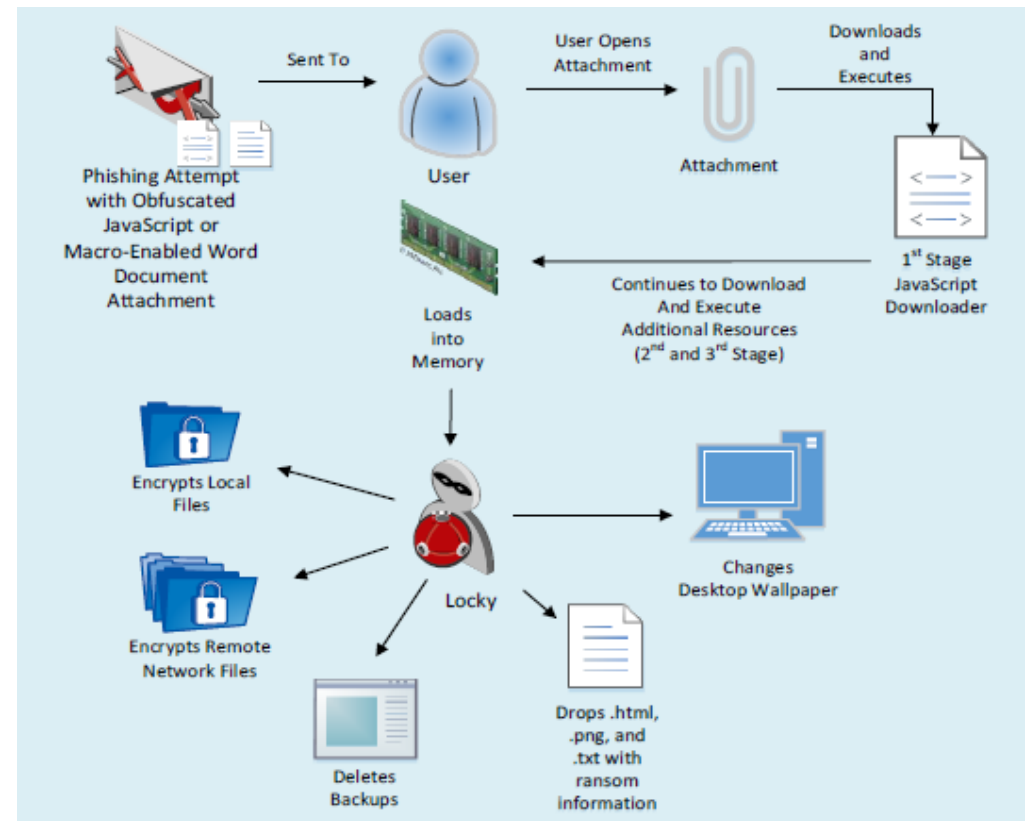 Sent To
User Opens
Attachment
Downloads
and
Executes
Phishing Attempt
with Obfuscated
JavaScript or
Macro-Enabled Word
Document
Attachment
User
Attachment
1st Stage
JavaScript
Downloader
Continues to Download
And Execute
Additional Resources
(2nd and 3rd Stage)
Loads
into
Memory
Encrypts Local
Files
Locky
Changes
Desktop Wallpaper
Encrypts Remote
Network Files
Deletes
Backups
Drops .html,
.png, and
.txt with
ransom
information